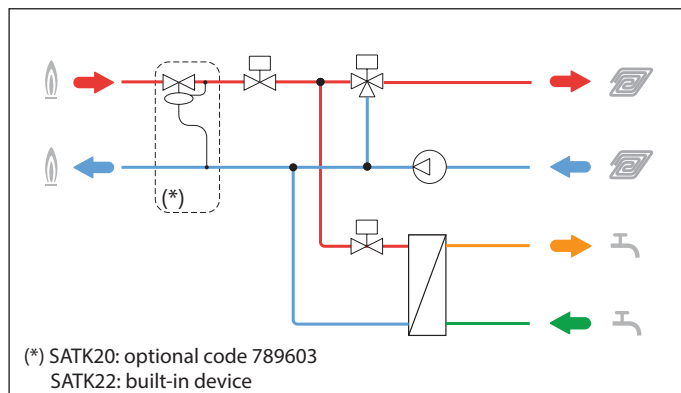 (*)
(*) SATK20: optional code 789603
SATK22: built-in device